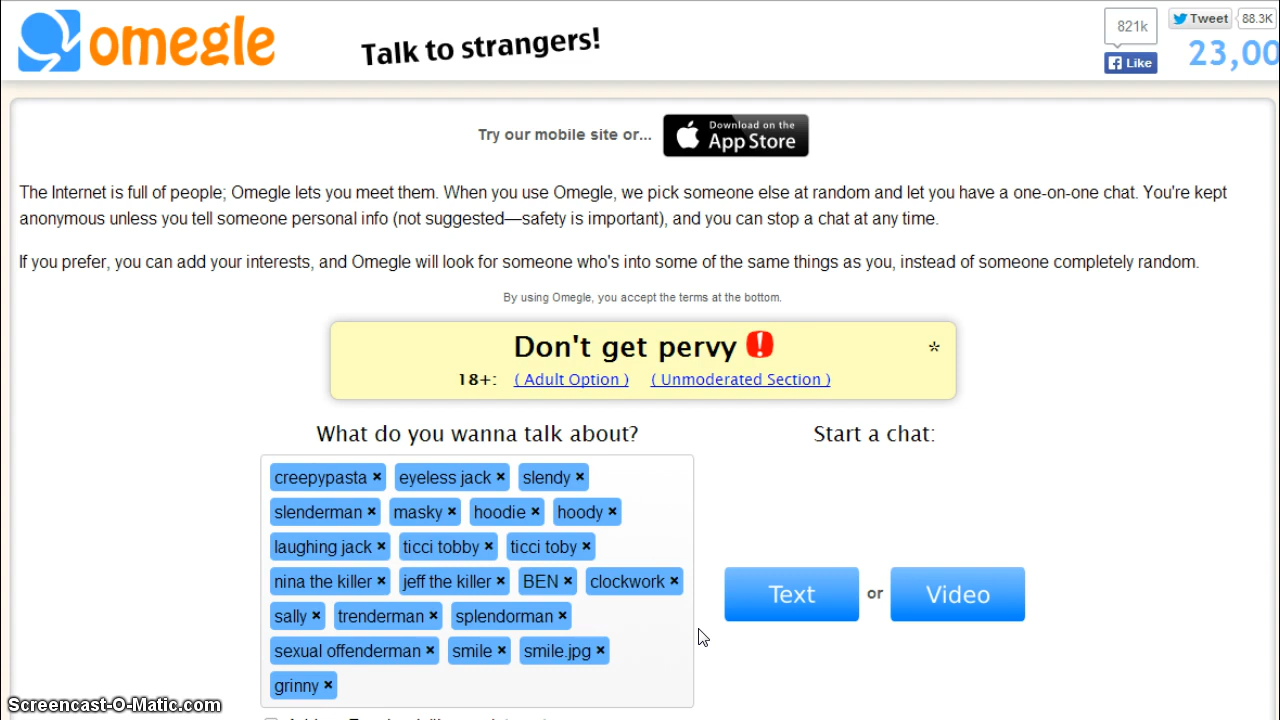 omegle
Talk to strangers!
821k
Like
Tweet
88.3K
23,00
Try our mobile site or...
Download on the
App Store
The Internet is full of people; Omegle lets you meet them. When you use Omegle, we pick someone else at random and let you have a one-on-one chat. You're kept
anonymous unless you tell someone personal info (not suggested—safety is important), and you can stop a chat at any time.
If you prefer, you can add your interests, and Omegle will look for someone who's into some of the same things as you, instead of someone completely random.
By using Omegle, you accept the terms at the bottom.
Don't get pervy ! *
18+: ( Adult Option ) ( Unmoderated Section )
What do you wanna talk about?
creepypasta × eyeless jack × slendy ×
slenderman × masky × hoodie × hoody ×
laughing jack × ticci tobby × ticci toby ×
nina the killer × jeff the killer × BEN × clockwork ×
sally × trenderman × splendorman ×
sexual offenderman × smile × smile.jpg ×
grinny ×
Start a chat:
Text or Video
Screencast-O-Matic.com